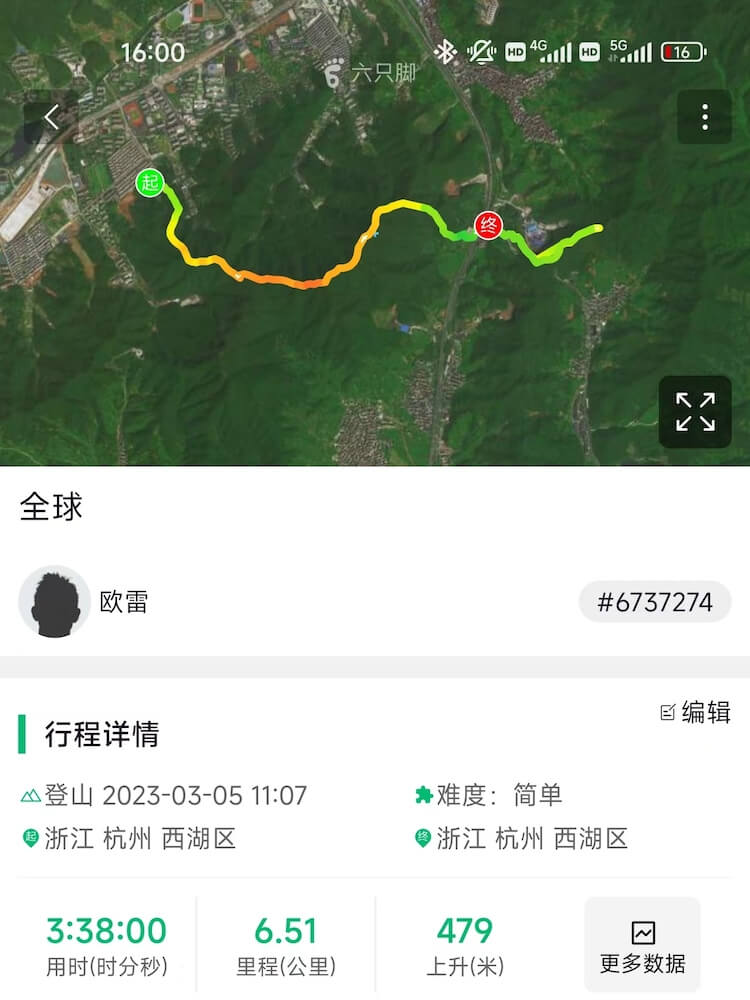 16:00 HD 4G HD 5G 16
六只脚
起
终
全球
欧雷 #6737274
编辑
行程详情
登山 2023-03-05 11:07 难度：简单
起 浙江 杭州 西湖区 终 浙江 杭州 西湖区
3:38:00 6.51 479
用时(时分秒) 里程(公里) 上升(米) 更多数据